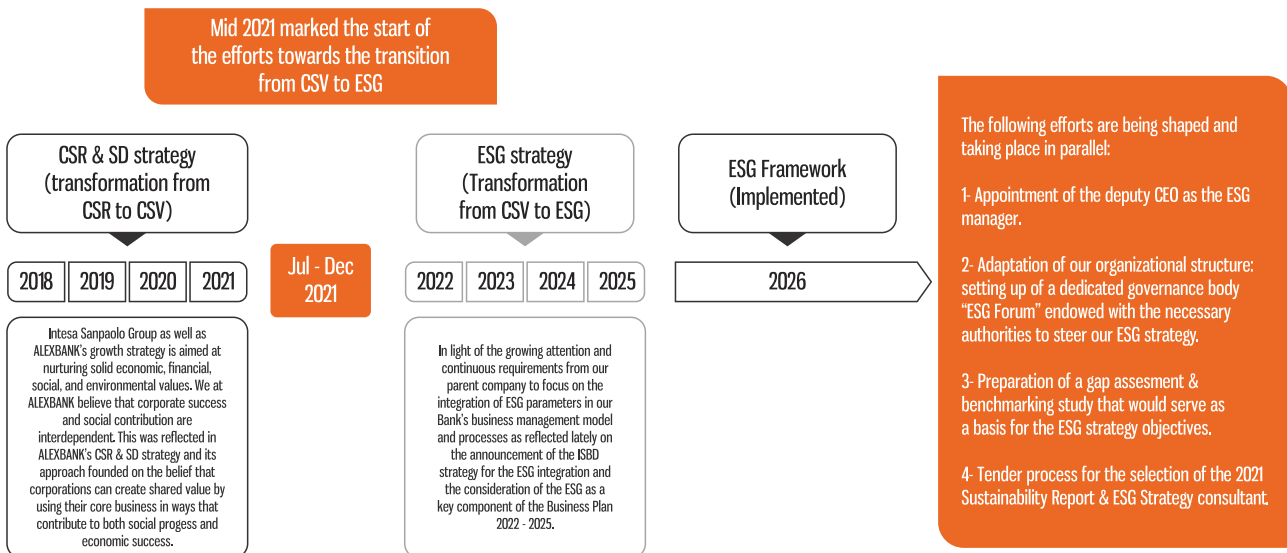 Mid 2021 marked the start of
the efforts towards the transition
from CSV to ESG
CSR & SD strategy
(transformation from
CSR to CSV)
2018
2019
2020
2021
Intesa Sanpaolo Group as well as
ALEXBANK's growth strategy is aimed at
nurturing solid economic, financial,
social, and environmental values. We at
ALEXBANK believe that corporate success
and social contribution are
interdependent. This was reflected in
ALEXBANK's CSR & SD strategy and its
approach founded on the belief that
corporations can create shared value by
using their core business in ways that
contribute to both social progess and
economic success.
Jul - Dec
2021
ESG strategy
(Transformation
from CSV to ESG)
2022
2023
2024
2025
In light of the growing attention and
continuous requirements from our
parent company to focus on the
integration of ESG parameters in our
Bank's business management model
and processes as reflected lately on
the announcement of the ISBD
strategy for the ESG integration and
the consideration of the ESG as a
key component of the Business Plan
2022 - 2025.
ESG Framework
(Implemented)
2026
The following efforts are being shaped and
taking place in parallel:
1- Appointment of the deputy CEO as the ESG
manager.
2- Adaptation of our organizational structure:
setting up of a dedicated governance body
“ESG Forum” endowed with the necessary
authorities to steer our ESG strategy.
3- Preparation of a gap assesment &
benchmarking study that would serve as
a basis for the ESG strategy objectives.
4- Tender process for the selection of the 2021
Sustainability Report & ESG Strategy consultant.